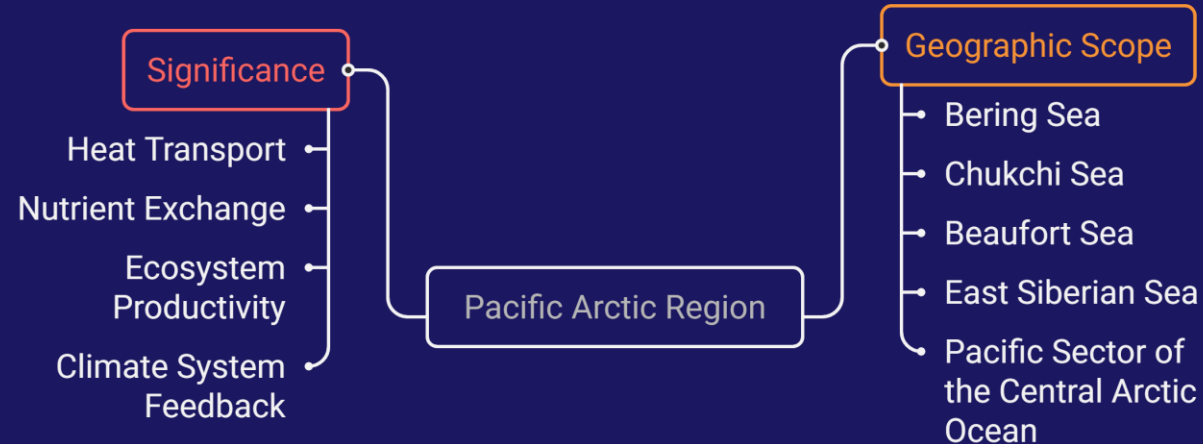 Significance
Heat Transport
Nutrient Exchange
Ecosystem
Productivity
Climate System
Feedback
Pacific Arctic Region
Geographic Scope
Bering Sea
Chukchi Sea
Beaufort Sea
East Siberian Sea
Pacific Sector of
the Central Arctic
Ocean